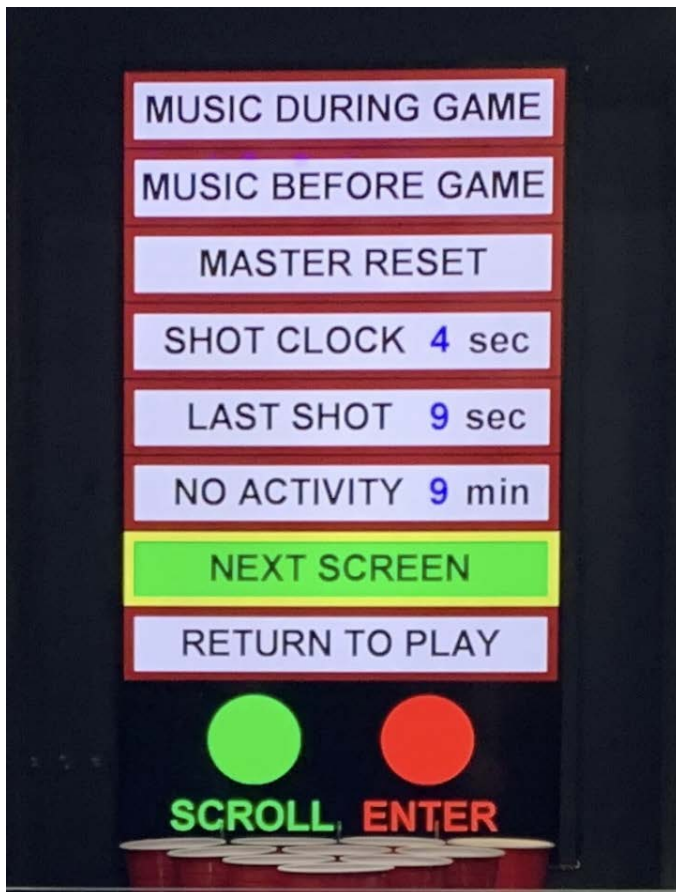 MUSIC DURING GAME
MUSIC BEFORE GAME
MASTER RESET
SHOT CLOCK 4 sec
LAST SHOT 9 sec
NO ACTIVITY 9 min
NEXT SCREEN
RETURN TO PLAY
SCROLL ENTER